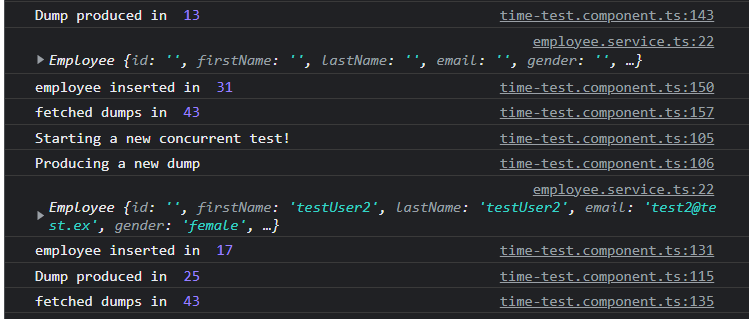 Dump produced in 13 time-test.component.ts:143
employee.service.ts:22
Employee {id: '', firstName: '', lastName: '', email: '', gender: '', …}
employee inserted in 31 time-test.component.ts:150
fetched dumps in 43 time-test.component.ts:157
Starting a new concurrent test! time-test.component.ts:105
Producing a new dump time-test.component.ts:106
employee.service.ts:22
Employee {id: '', firstName: 'testUser2', lastName: 'testUser2', email: 'test2@te
st.ex', gender: 'female', …}
employee inserted in 17 time-test.component.ts:131
Dump produced in 25 time-test.component.ts:115
fetched dumps in 43 time-test.component.ts:135